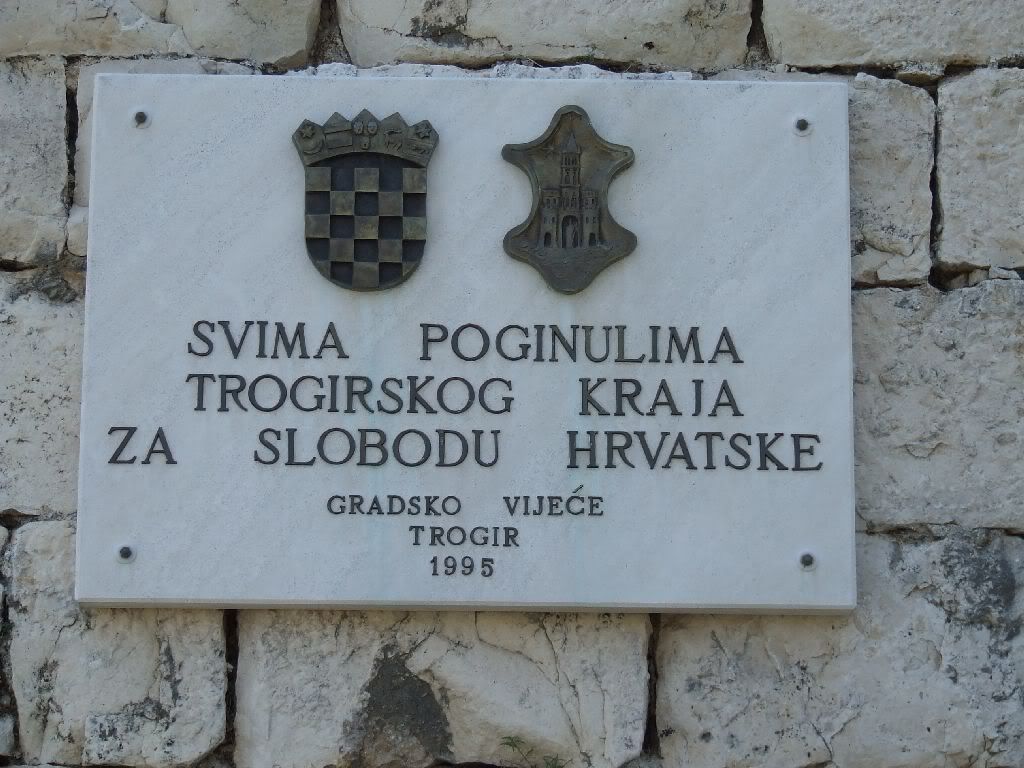 SVIMA POGINULIMA
TROGIRSKOG KRAJA
ZA SLOBODU HRVATSKE
GRADSKO VIJEĆE
TROGIR
1995